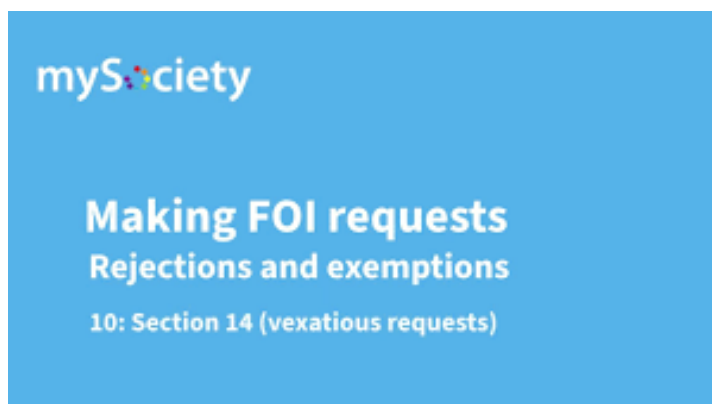 mySociety
Making FOI requests
Rejections and exemptions
10: Section 14 (vexatious requests)